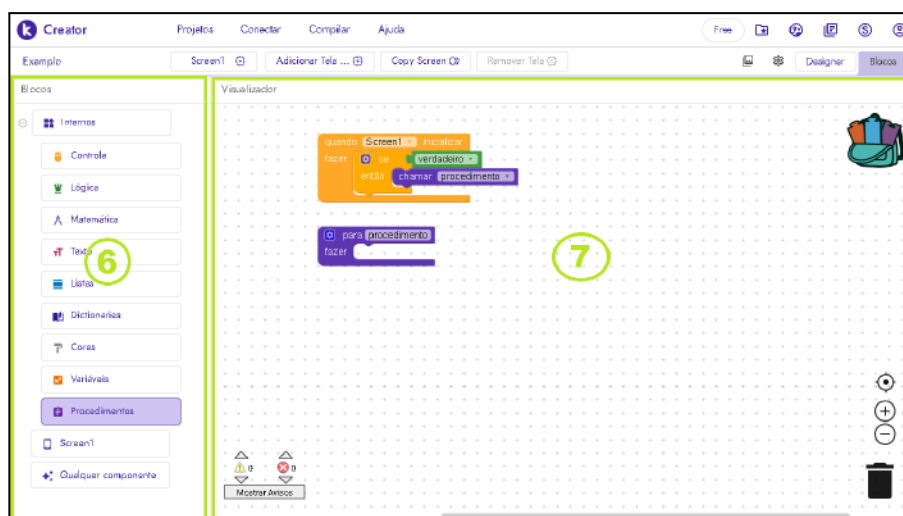 Creator Projetos Conectar Compilar Ajuda Free
Exemplo Screen1 Adicionar Tela ... Copy Screen Remover Tela Designer Blocos
Blocos Visualizador
Internos
Controle
Lógica
Matemática
Texto
Listas
Dictionaries
Cores
Variáveis
Procedimentos
Screen1
Qualquer componente
6
quando Screen1 Inicializar
fazer se verdadeiro
então chamar procedimento
para procedimento
fazer
7
0 0
Mostrar Avisos